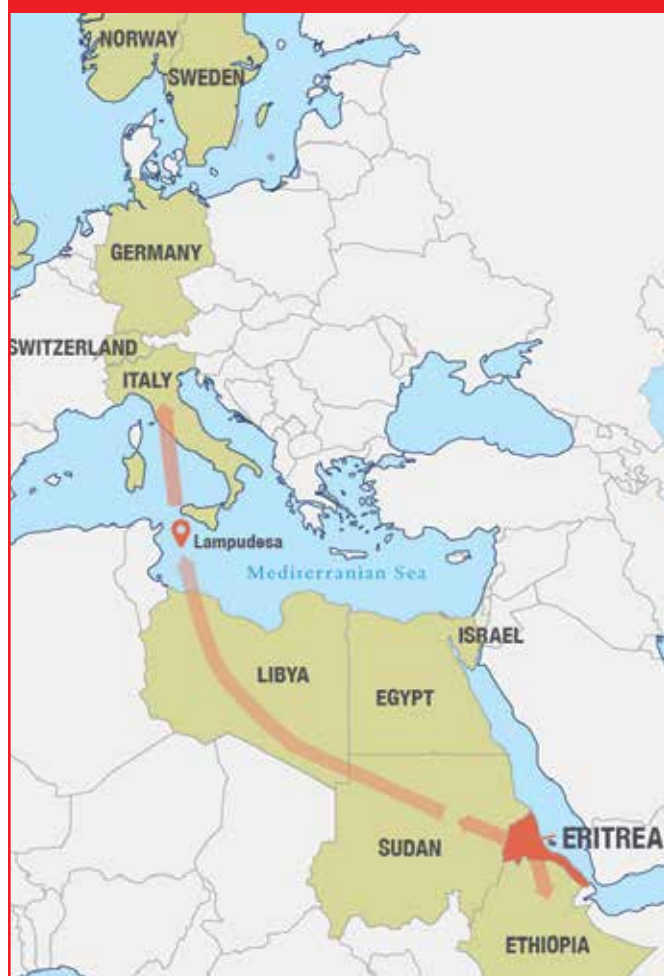 NORWAY
SWEDEN
GERMANY
SWITZERLAND
ITALY
Lampudesa
Mediterranian Sea
ISRAEL
LIBYA
EGYPT
ERITREA
SUDAN
ETHIOPIA